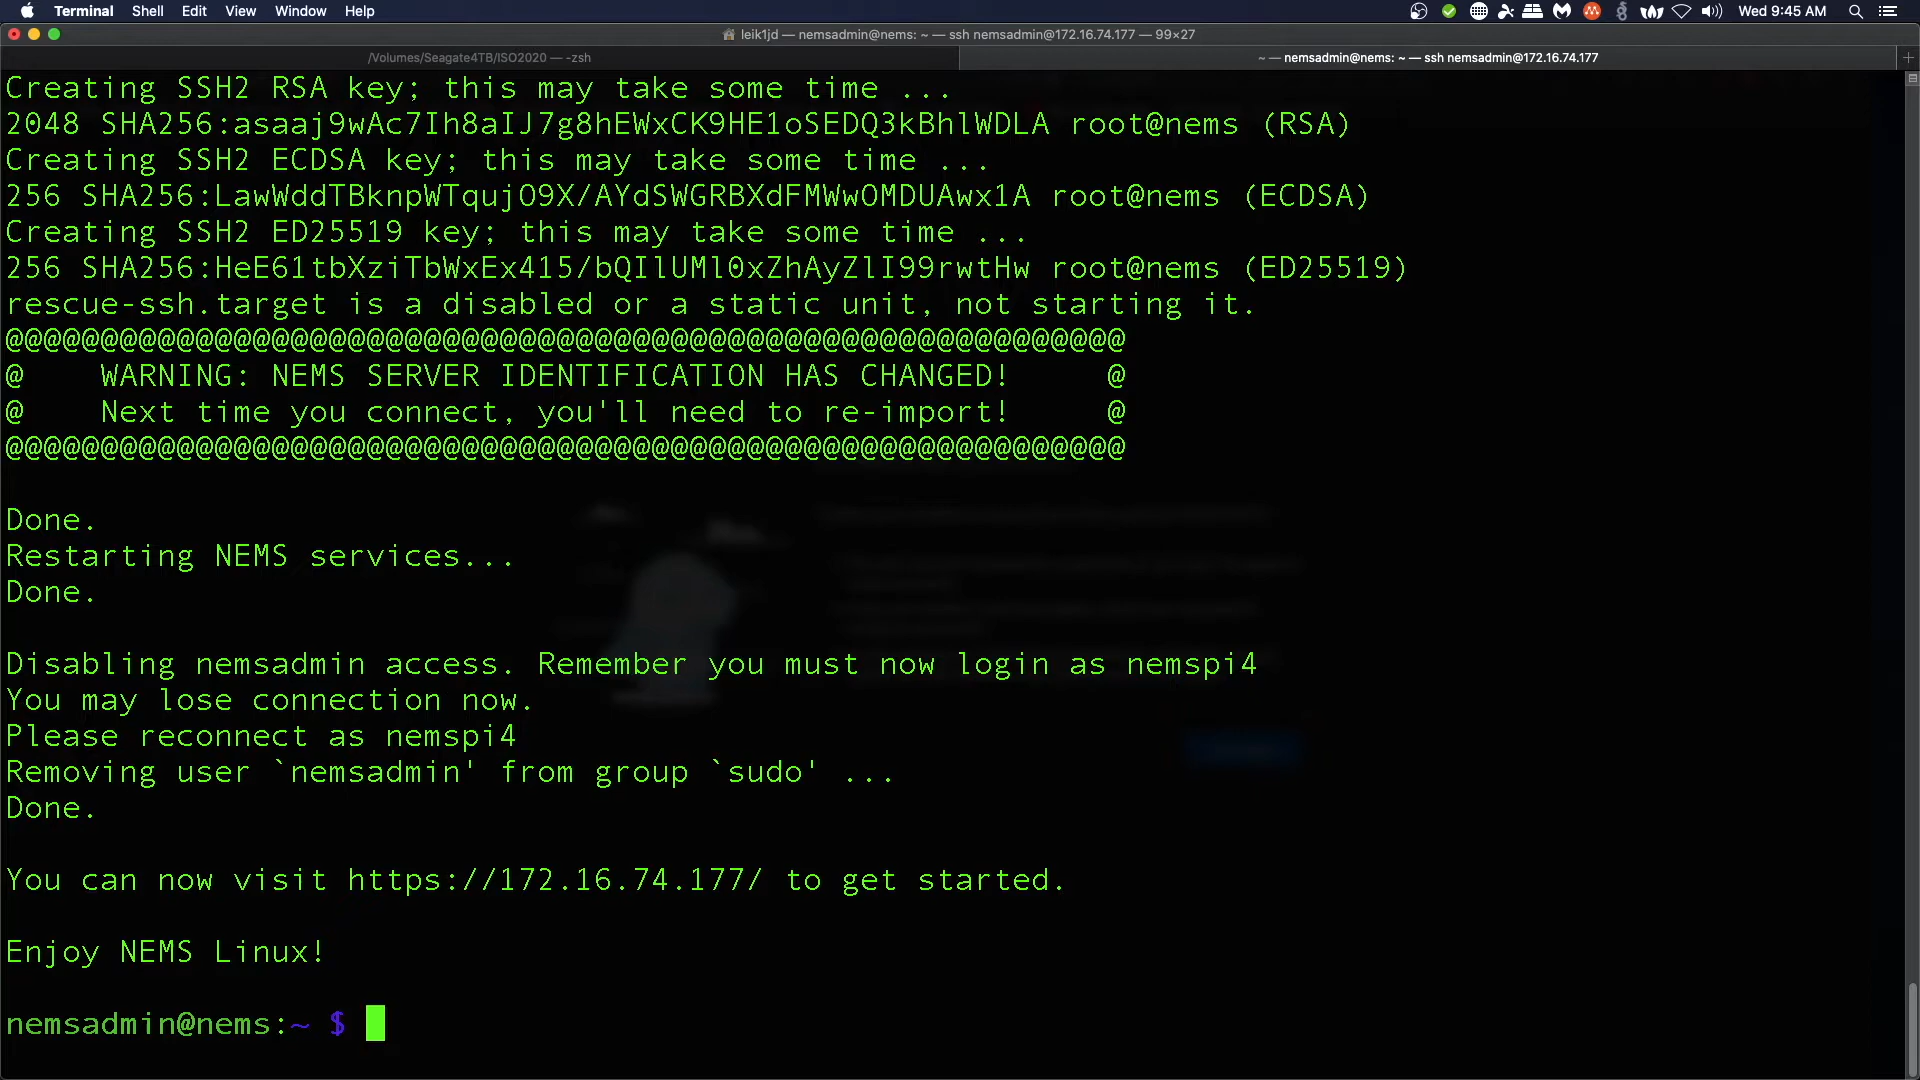 Terminal Shell Edit View Window Help
Wed 9:45 AM
leik1jd — nemsadmin@nems: ~ — ssh nemsadmin@172.16.74.177 — 99×27
/Volumes/Seagate4TB/ISO2020 — -zsh
~ — nemsadmin@nems: ~ — ssh nemsadmin@172.16.74.177
Creating SSH2 RSA key; this may take some time ...
2048 SHA256:asaaj9wAc7Ih8aIJ7g8hEWxCK9HE1oSEDQ3kBhlWDLA root@nems (RSA)
Creating SSH2 ECDSA key; this may take some time ...
256 SHA256:LawWddTBknpWTqujO9X/AYdSWGRBXdFMWwOMDUAwx1A root@nems (ECDSA)
Creating SSH2 ED25519 key; this may take some time ...
256 SHA256:HeE61tbXziTbWxEx415/bQIlUMl0xZhAyZlI99rwtHw root@nems (ED25519)
rescue-ssh.target is a disabled or a static unit, not starting it.
@@@@@@@@@@@@@@@@@@@@@@@@@@@@@@@@@@@@@@@@@@@@@@@@@@@@@@@@@@@
@    WARNING: NEMS SERVER IDENTIFICATION HAS CHANGED!     @
@    Next time you connect, you'll need to re-import!     @
@@@@@@@@@@@@@@@@@@@@@@@@@@@@@@@@@@@@@@@@@@@@@@@@@@@@@@@@@@@
Done.
Restarting NEMS services...
Done.
Disabling nemsadmin access. Remember you must now login as nemspi4
You may lose connection now.
Please reconnect as nemspi4
Removing user `nemsadmin' from group `sudo' ...
Done.
You can now visit https://172.16.74.177/ to get started.
Enjoy NEMS Linux!
nemsadmin@nems:~ $